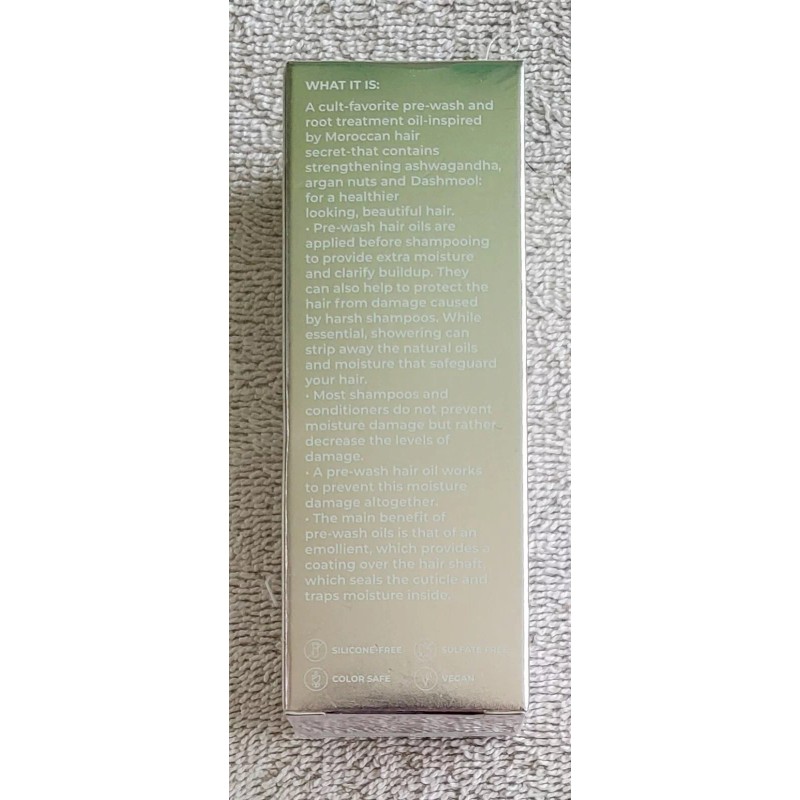 WHAT IT IS:
A cult-favorite pre-wash and
root treatment oil-inspired
by Moroccan hair
secret-that contains
strengthening ashwagandha,
argan nuts and Dashmool:
for a healthier
looking, beautiful hair.
• Pre-wash hair oils are
applied before shampooing
to provide extra moisture
and clarify buildup. They
can also help to protect the
hair from damage caused
by harsh shampoos. While
essential, showering can
strip away the natural oils
and moisture that safeguard
your hair.
• Most shampoos and
conditioners do not prevent
moisture damage but rather
decrease the levels of
damage.
• A pre-wash hair oil works
to prevent this moisture
damage altogether.
• The main benefit of
pre-wash oils is that of an
emollient, which provides a
coating over the hair shaft
which seals the cuticle and
traps moisture inside.
SILICONE-FREE SULFATE
COLOR SAFE VEGAN